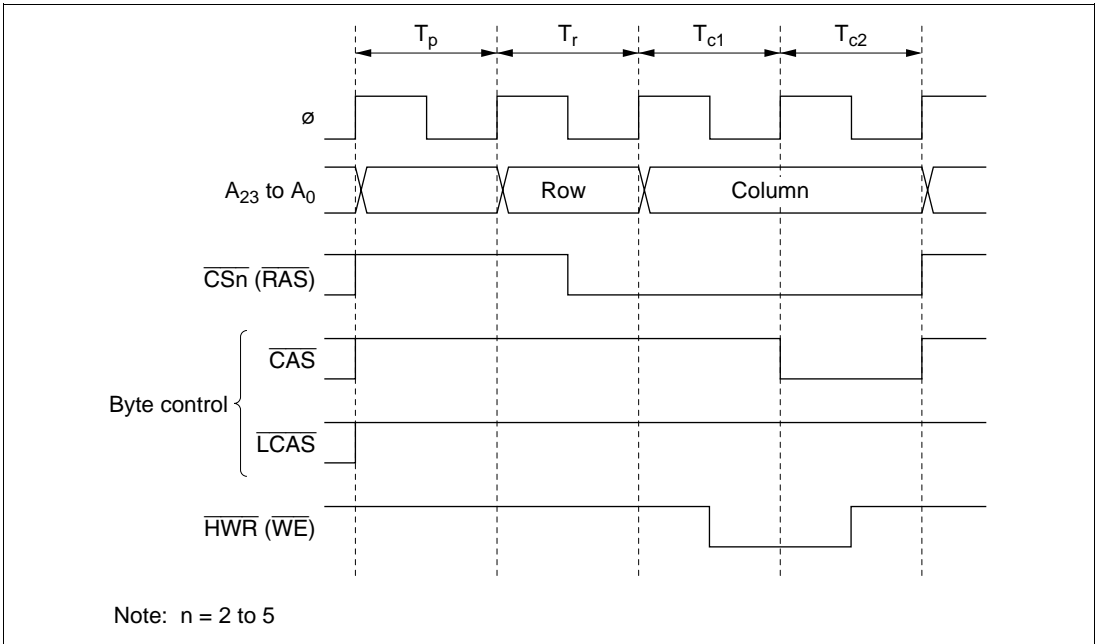 Tp Tr Tc1 Tc2
ø
A23 to A0 Row Column
CSn (RAS)
CAS
Byte control
LCAS
HWR (WE)
Note: n = 2 to 5